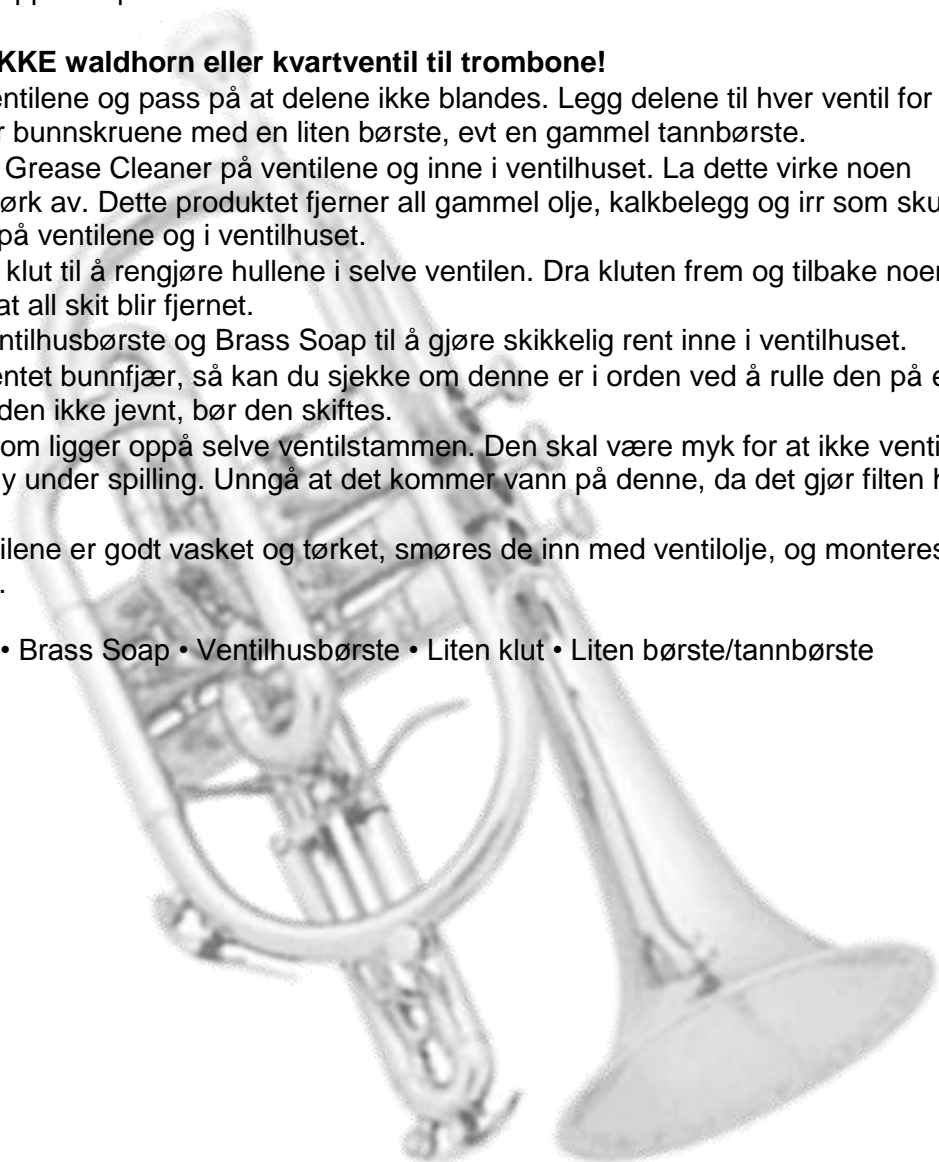 KKE waldhorn eller kvartventil til trombone!
entilene og pass på at delene ikke blandes. Legg delene til hver ventil for
r bunnskruene med en liten børste, evt en gammel tannbørste.
Grease Cleaner på ventilene og inne i ventilhuset. La dette virke noen
ørk av. Dette produktet fjerner all gammel olje, kalkbelegg og irr som sku
på ventilene og i ventilhuset.
klut til å rengjøre hullene i selve ventilen. Dra kluten frem og tilbake noen
at all skit blir fjernet.
ntilhusbørste og Brass Soap til å gjøre skikkelig rent inne i ventilhuset.
entet bunnfjær, så kan du sjekke om denne er i orden ved å rulle den på e
den ikke jevnt, bør den skiftes.
om ligger oppå selve ventilstammen. Den skal være myk for at ikke venti
y under spilling. Unngå at det kommer vann på denne, da det gjør filten h
ilene er godt vasket og tørket, smøres de inn med ventilolje, og monteres
.
• Brass Soap • Ventilhusbørste • Liten klut • Liten børste/tannbørste